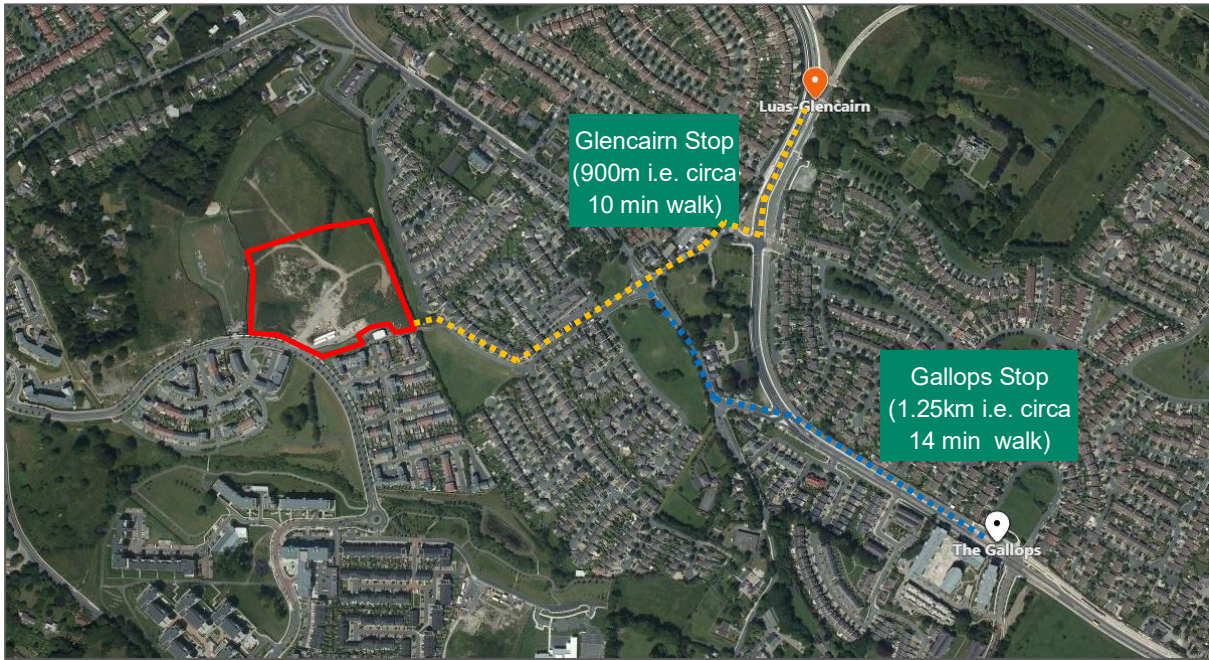 Luas-Glencairn
Glencairn Stop
(900m i.e. circa
10 min walk)
Gallops Stop
(1.25km i.e. circa
14 min  walk)
The Gallops